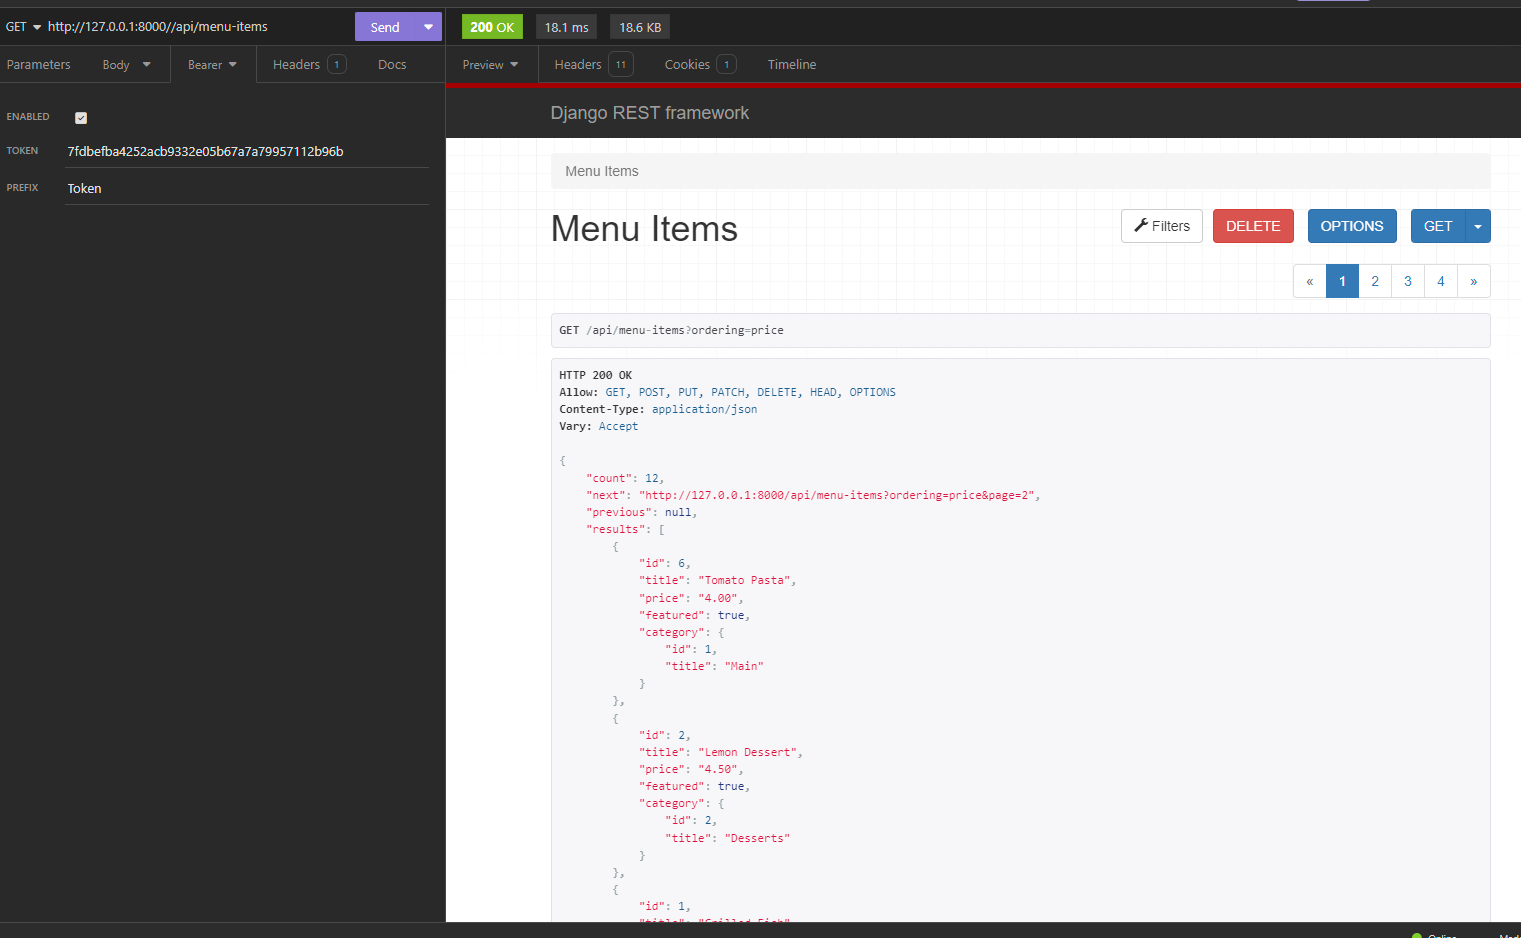 GET http://127.0.0.1:8000//api/menu-items Send 200 OK 18.1 ms 18.6 KB
Parameters Body Bearer Headers 1 Docs Preview Headers 11 Cookies 1 Timeline
ENABLED
TOKEN 7fdbefba4252acb9332e05b67a7a79957112b96b
PREFIX Token
Django REST framework
Menu Items
Menu Items Filters DELETE OPTIONS GET
« 1 2 3 4 »
GET /api/menu-items?ordering=price
HTTP 200 OK
Allow: GET, POST, PUT, PATCH, DELETE, HEAD, OPTIONS
Content-Type: application/json
Vary: Accept
{
"count": 12,
"next": "http://127.0.0.1:8000/api/menu-items?ordering=price&page=2",
"previous": null,
"results": [
{
"id": 6,
"title": "Tomato Pasta",
"price": "4.00",
"featured": true,
"category": {
"id": 1,
"title": "Main"
}
},
{
"id": 2,
"title": "Lemon Dessert",
"price": "4.50",
"featured": true,
"category": {
"id": 2,
"title": "Desserts"
}
},
{
"id": 1,
"title": "Grilled Fish"
Online